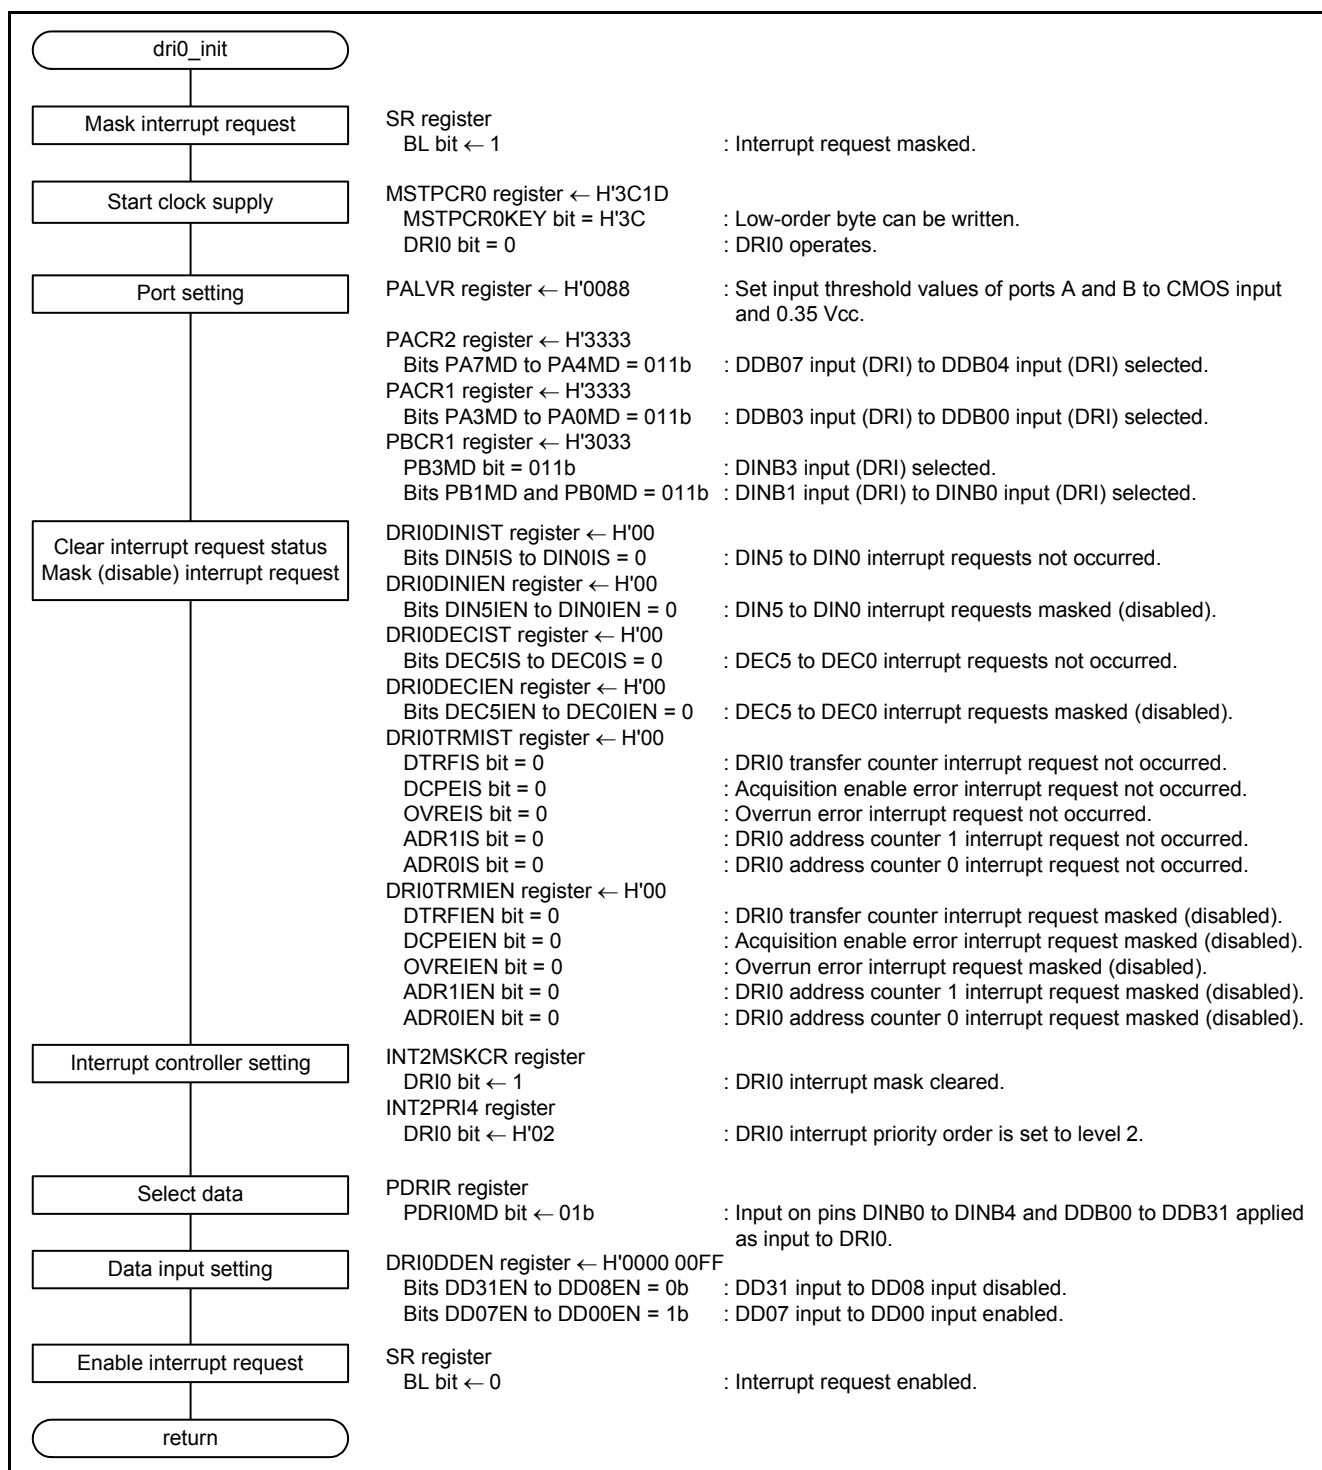 dri0_init
Mask interrupt request
SR register
BL bit ← 1 : Interrupt request masked.
Start clock supply
MSTPCR0 register ← H'3C1D
MSTPCR0KEY bit = H'3C : Low-order byte can be written.
DRI0 bit = 0 : DRI0 operates.
Port setting
PALVR register ← H'0088 : Set input threshold values of ports A and B to CMOS input
and 0.35 Vcc.
PACR2 register ← H'3333
Bits PA7MD to PA4MD = 011b : DDB07 input (DRI) to DDB04 input (DRI) selected.
PACR1 register ← H'3333
Bits PA3MD to PA0MD = 011b : DDB03 input (DRI) to DDB00 input (DRI) selected.
PBCR1 register ← H'3033
PB3MD bit = 011b : DINB3 input (DRI) selected.
Bits PB1MD and PB0MD = 011b : DINB1 input (DRI) to DINB0 input (DRI) selected.
Clear interrupt request status
Mask (disable) interrupt request
DRI0DINIST register ← H'00
Bits DIN5IS to DIN0IS = 0 : DIN5 to DIN0 interrupt requests not occurred.
DRI0DINIEN register ← H'00
Bits DIN5IEN to DIN0IEN = 0 : DIN5 to DIN0 interrupt requests masked (disabled).
DRI0DECIST register ← H'00
Bits DEC5IS to DEC0IS = 0 : DEC5 to DEC0 interrupt requests not occurred.
DRI0DECIEN register ← H'00
Bits DEC5IEN to DEC0IEN = 0 : DEC5 to DEC0 interrupt requests masked (disabled).
DRI0TRMIST register ← H'00
DTRFIS bit = 0 : DRI0 transfer counter interrupt request not occurred.
DCPEIS bit = 0 : Acquisition enable error interrupt request not occurred.
OVREIS bit = 0 : Overrun error interrupt request not occurred.
ADR1IS bit = 0 : DRI0 address counter 1 interrupt request not occurred.
ADR0IS bit = 0 : DRI0 address counter 0 interrupt request not occurred.
DRI0TRMIEN register ← H'00
DTRFIEN bit = 0 : DRI0 transfer counter interrupt request masked (disabled).
DCPEIEN bit = 0 : Acquisition enable error interrupt request masked (disabled).
OVREIEN bit = 0 : Overrun error interrupt request masked (disabled).
ADR1IEN bit = 0 : DRI0 address counter 1 interrupt request masked (disabled).
ADR0IEN bit = 0 : DRI0 address counter 0 interrupt request masked (disabled).
Interrupt controller setting
INT2MSKCR register
DRI0 bit ← 1 : DRI0 interrupt mask cleared.
INT2PRI4 register
DRI0 bit ← H'02 : DRI0 interrupt priority order is set to level 2.
Select data
PDRIR register
PDRI0MD bit ← 01b : Input on pins DINB0 to DINB4 and DDB00 to DDB31 applied
as input to DRI0.
Data input setting
DRI0DDEN register ← H'0000 00FF
Bits DD31EN to DD08EN = 0b : DD31 input to DD08 input disabled.
Bits DD07EN to DD00EN = 1b : DD07 input to DD00 input enabled.
Enable interrupt request
SR register
BL bit ← 0 : Interrupt request enabled.
return